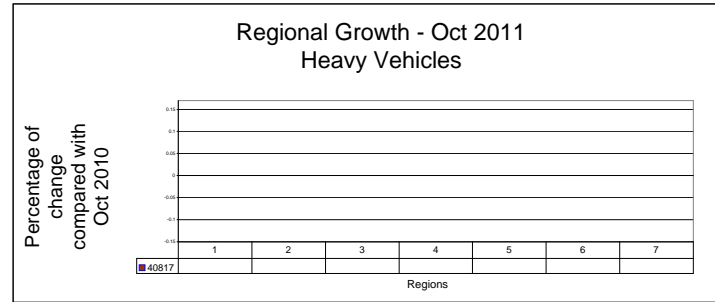 Regional Growth - Oct 2011
Heavy Vehicles
Percentage of
change
compared with
Oct 2010
0.15
0.1
0.05
0
-0.05
-0.1
-0.15
1 2 3 4 5 6 7
40817
Regions